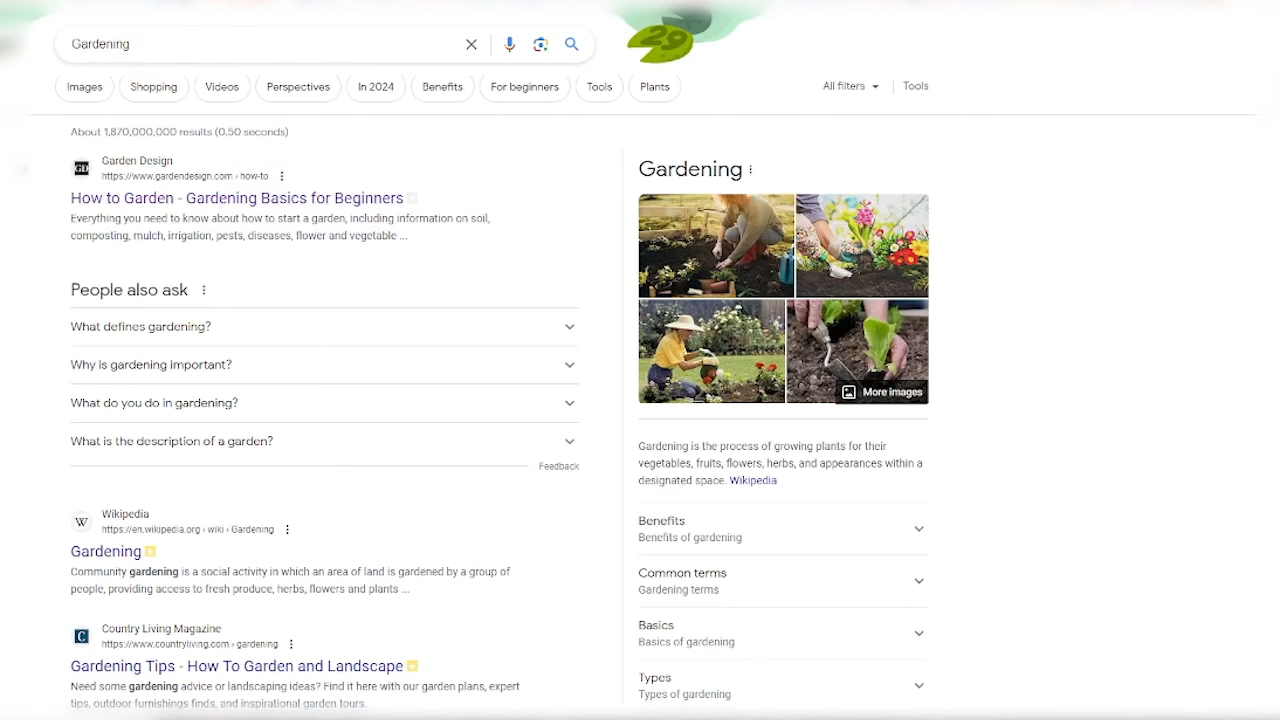 Gardening
29
Images Shopping Videos Perspectives In 2024 Benefits For beginners Tools Plants All filters Tools
About 1,870,000,000 results (0.50 seconds)
GD Garden Design
https://www.gardendesign.com › how-to
How to Garden - Gardening Basics for Beginners
Everything you need to know about how to start a garden, including information on soil,
composting, mulch, irrigation, pests, diseases, flower and vegetable ...
People also ask
What defines gardening?
Why is gardening important?
What do you do in gardening?
What is the description of a garden?
Feedback
W Wikipedia
https://en.wikipedia.org › wiki › Gardening
Gardening
Community gardening is a social activity in which an area of land is gardened by a group of
people, providing access to fresh produce, herbs, flowers and plants ...
C Country Living Magazine
https://www.countryliving.com › gardening
Gardening Tips - How To Garden and Landscape
Need some gardening advice or landscaping ideas? Find it here with our garden plans, expert
tips, outdoor furnishings finds, and inspirational garden tours.
Gardening
More images
Gardening is the process of growing plants for their
vegetables, fruits, flowers, herbs, and appearances within a
designated space. Wikipedia
Benefits
Benefits of gardening
Common terms
Gardening terms
Basics
Basics of gardening
Types
Types of gardening